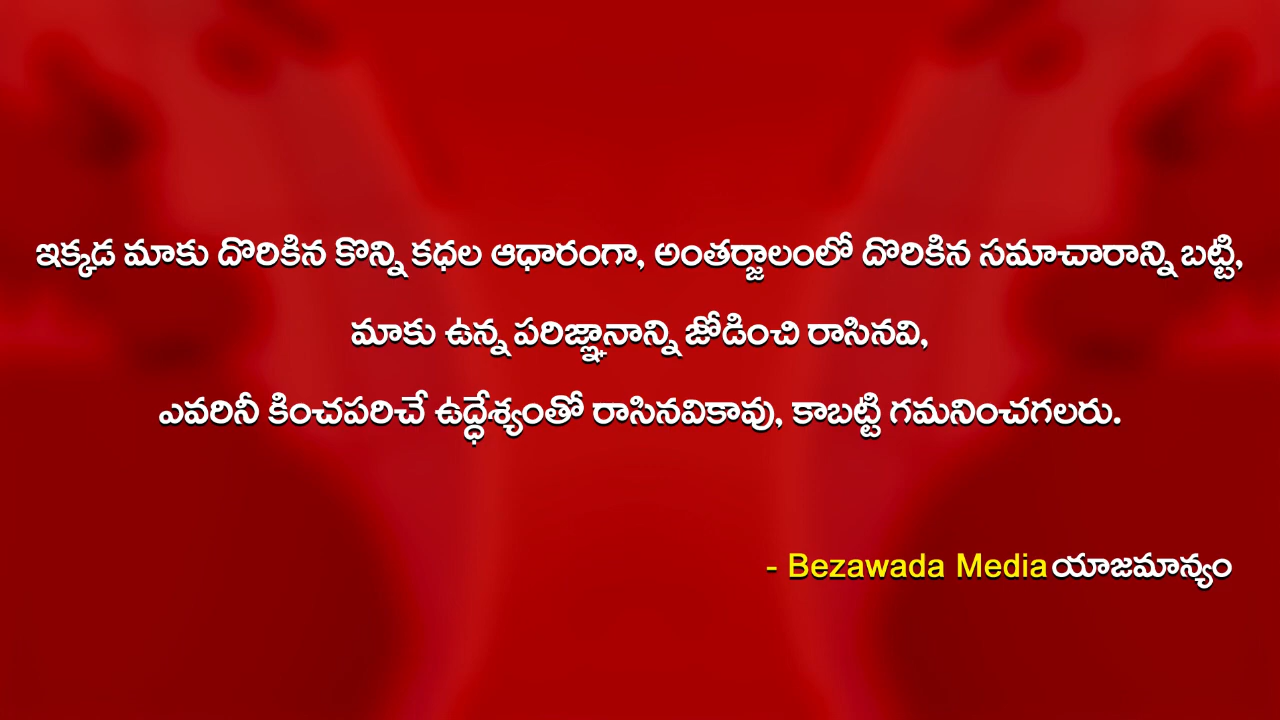 ఇక్కడ మాకు దొరికిన కొన్ని కధల ఆధారంగా, అంతర్జాలంలో దొరికిన సమాచారాన్ని బట్టి,
మాకు ఉన్న పరిజ్ఞానాన్ని జోడించి రాసినవి,
ఎవరినీ కించపరిచే ఉద్ధేశ్యంతో రాసినవికావు, కాబట్టి గమనించగలరు.
- Bezawada Media యాజమాన్యం